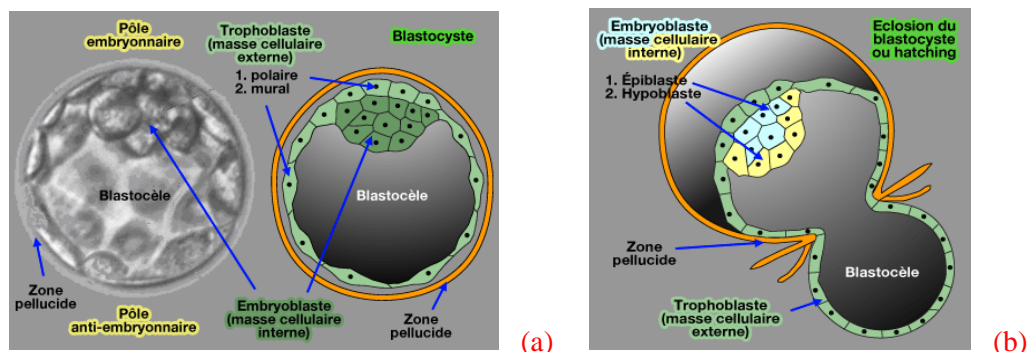 Pôle
embryonnaire
Trophoblaste
(masse cellulaire
externe)
1. polaire
2. mural
Blastocyste
Blastocèle
Blastocèle
Zone
pellucide
Pôle
anti-embryonnaire
Embryoblaste
(masse cellulaire
interne)
Zone
pellucide
(a)
Embryoblaste
(masse cellulaire
interne)
1. Épiblaste
2. Hypoblaste
Eclosion du
blastocyste
ou hatching
Blastocèle
Zone
pellucide
Blastocèle
Trophoblaste
(masse cellulaire
externe)
(b)